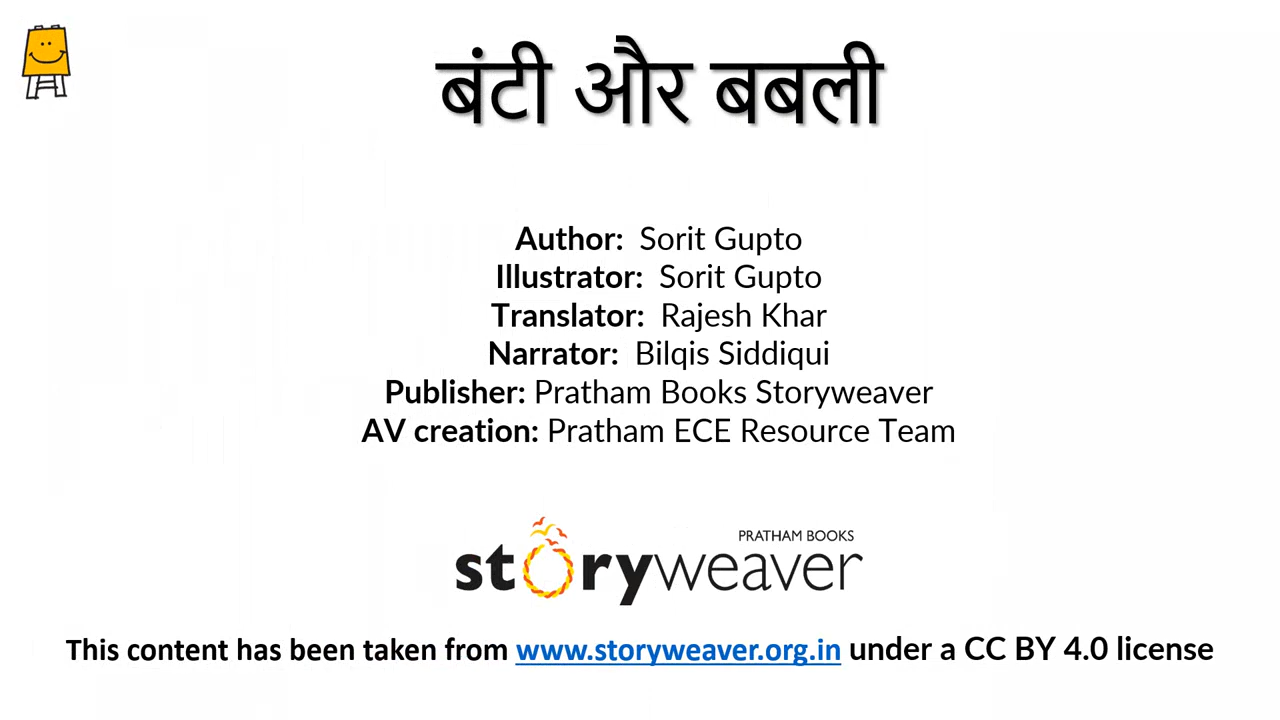 बंटी और बबली
Author: Sorit Gupto
Illustrator: Sorit Gupto
Translator: Rajesh Khar
Narrator: Bilqis Siddiqui
Publisher: Pratham Books Storyweaver
AV creation: Pratham ECE Resource Team
PRATHAM BOOKS
storyweaver
This content has been taken from www.storyweaver.org.in under a CC BY 4.0 license